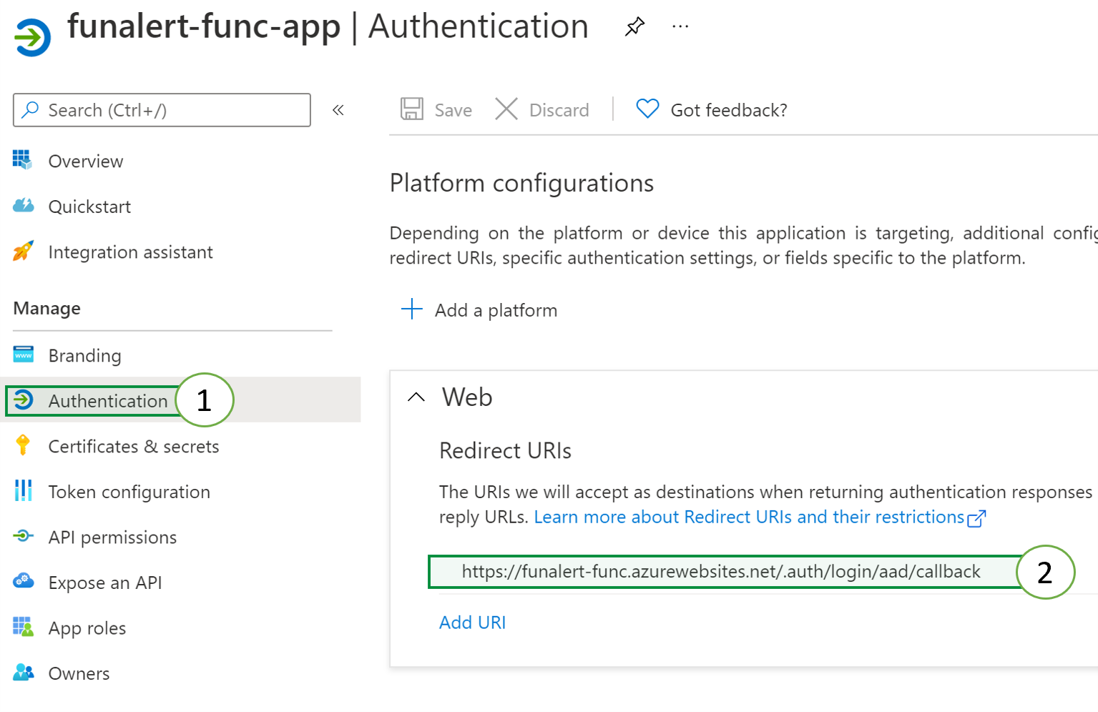 funalert-func-app | Authentication
Search (Ctrl+/)
Overview
Quickstart
Integration assistant
Manage
Branding
Authentication
1
Certificates & secrets
Token configuration
API permissions
Expose an API
App roles
Owners
Save
Discard
Got feedback?
Platform configurations
Depending on the platform or device this application is targeting, additional config
redirect URIs, specific authentication settings, or fields specific to the platform.
Add a platform
Web
Redirect URIs
The URIs we will accept as destinations when returning authentication responses
reply URLs. Learn more about Redirect URIs and their restrictions
https://funalert-func.azurewebsites.net/.auth/login/aad/callback
2
Add URI